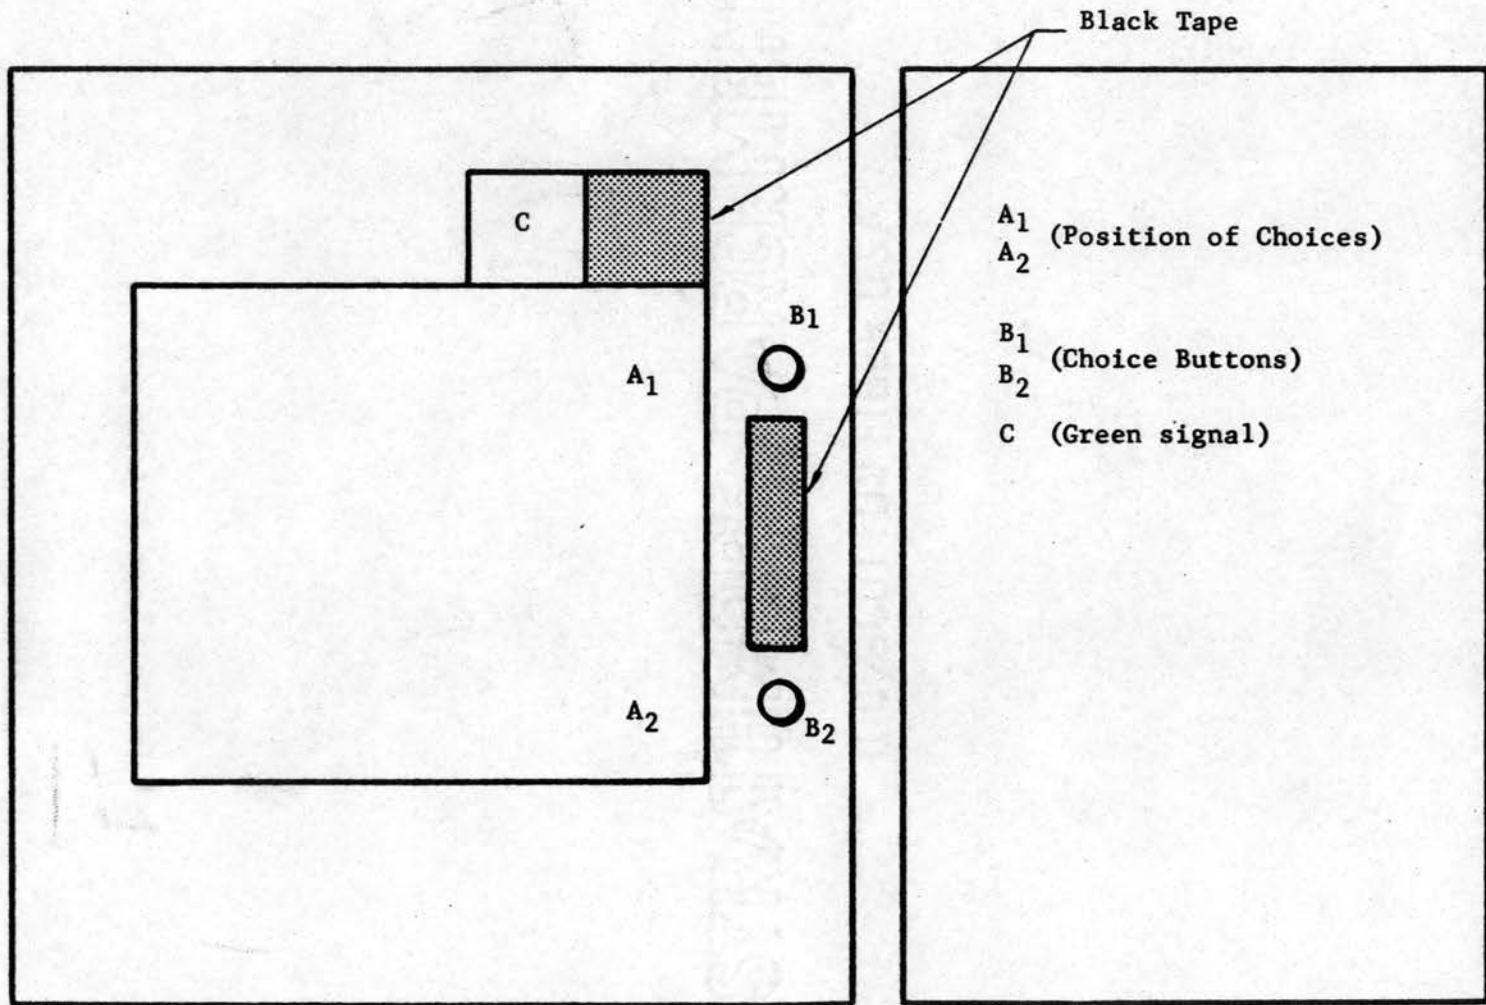 Black Tape
C
B1
A1
A2
B2
A1
A2 (Position of Choices)
B1
B2 (Choice Buttons)
C (Green signal)